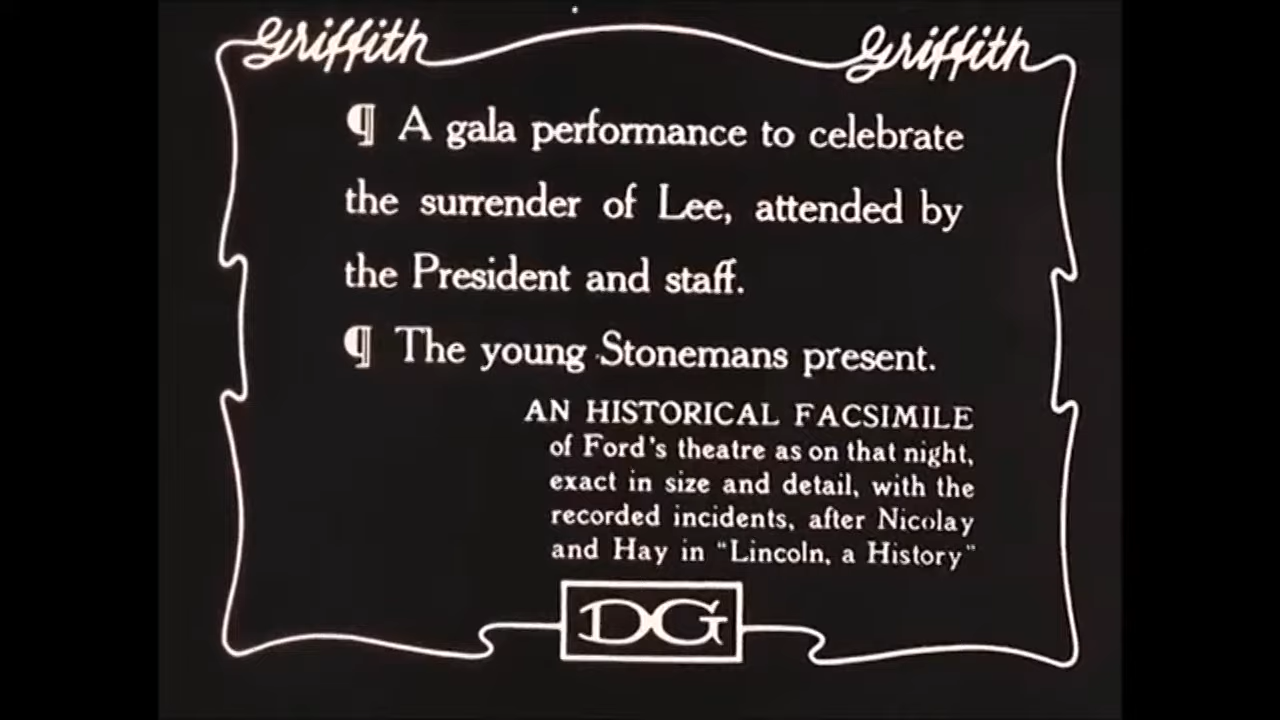 Griffith Griffith
¶ A gala performance to celebrate
the surrender of Lee, attended by
the President and staff.
¶ The young Stonemans present.
AN HISTORICAL FACSIMILE
of Ford's theatre as on that night,
exact in size and detail, with the
recorded incidents, after Nicolay
and Hay in "Lincoln, a History"
DG